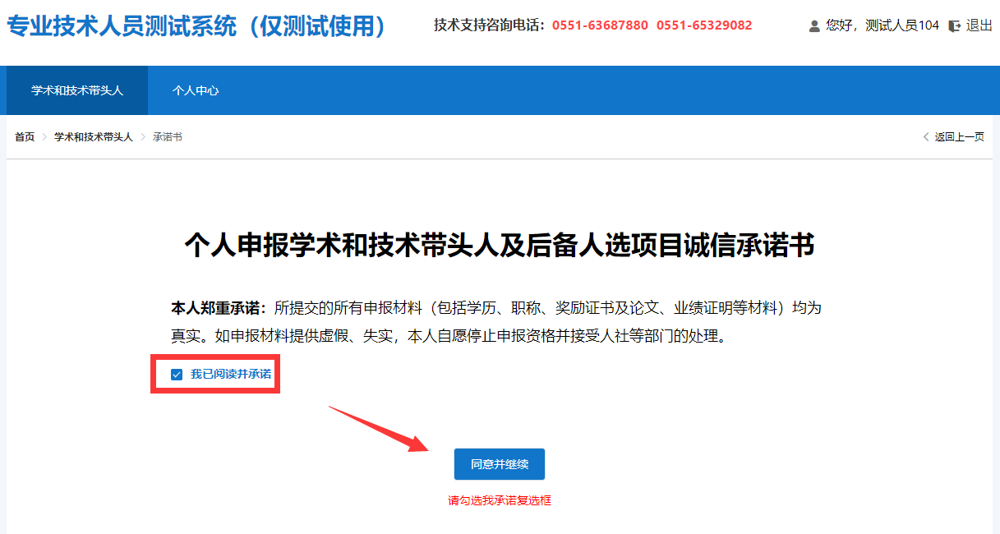 专业技术人员测试系统（仅测试使用）
技术支持咨询电话：0551-63687880 0551-65329082
您好，测试人员104 退出
学术和技术带头人 个人中心
首页 > 学术和技术带头人 > 承诺书
返回上一页
个人申报学术和技术带头人及后备人选项目诚信承诺书
本人郑重承诺：所提交的所有申报材料（包括学历、职称、奖励证书及论文、业绩证明等材料）均为
真实。如申报材料提供虚假、失实，本人自愿停止申报资格并接受人社等部门的处理。
我已阅读并承诺
同意并继续
请勾选我承诺复选框